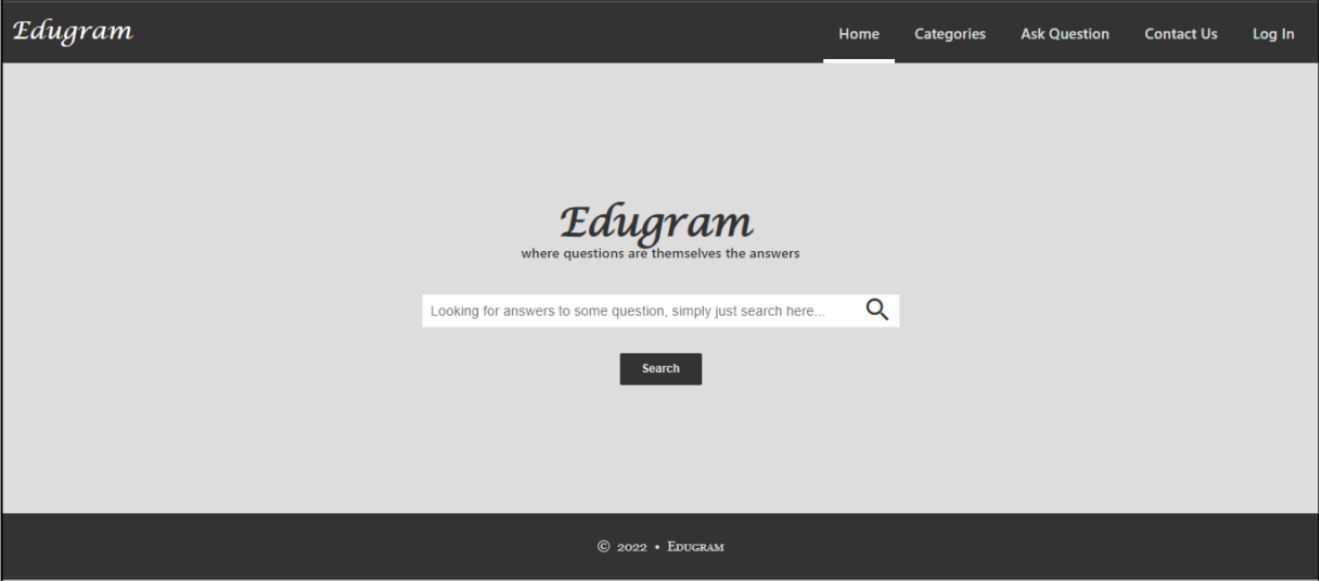 Edugram
Home Categories Ask Question Contact Us Log In
Edugram
where questions are themselves the answers
Looking for answers to some question, simply just search here...
Search
© 2022 • Edugram